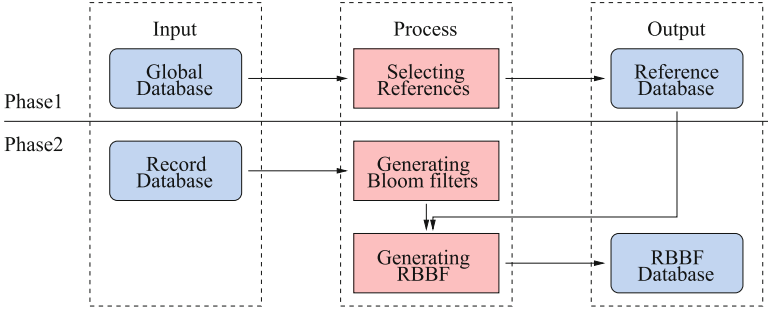 Input
Process
Output
Global
Database
Selecting
References
Reference
Database
Phase1
Phase2
Record
Database
Generating
Bloom filters
Generating
RBBF
RBBF
Database